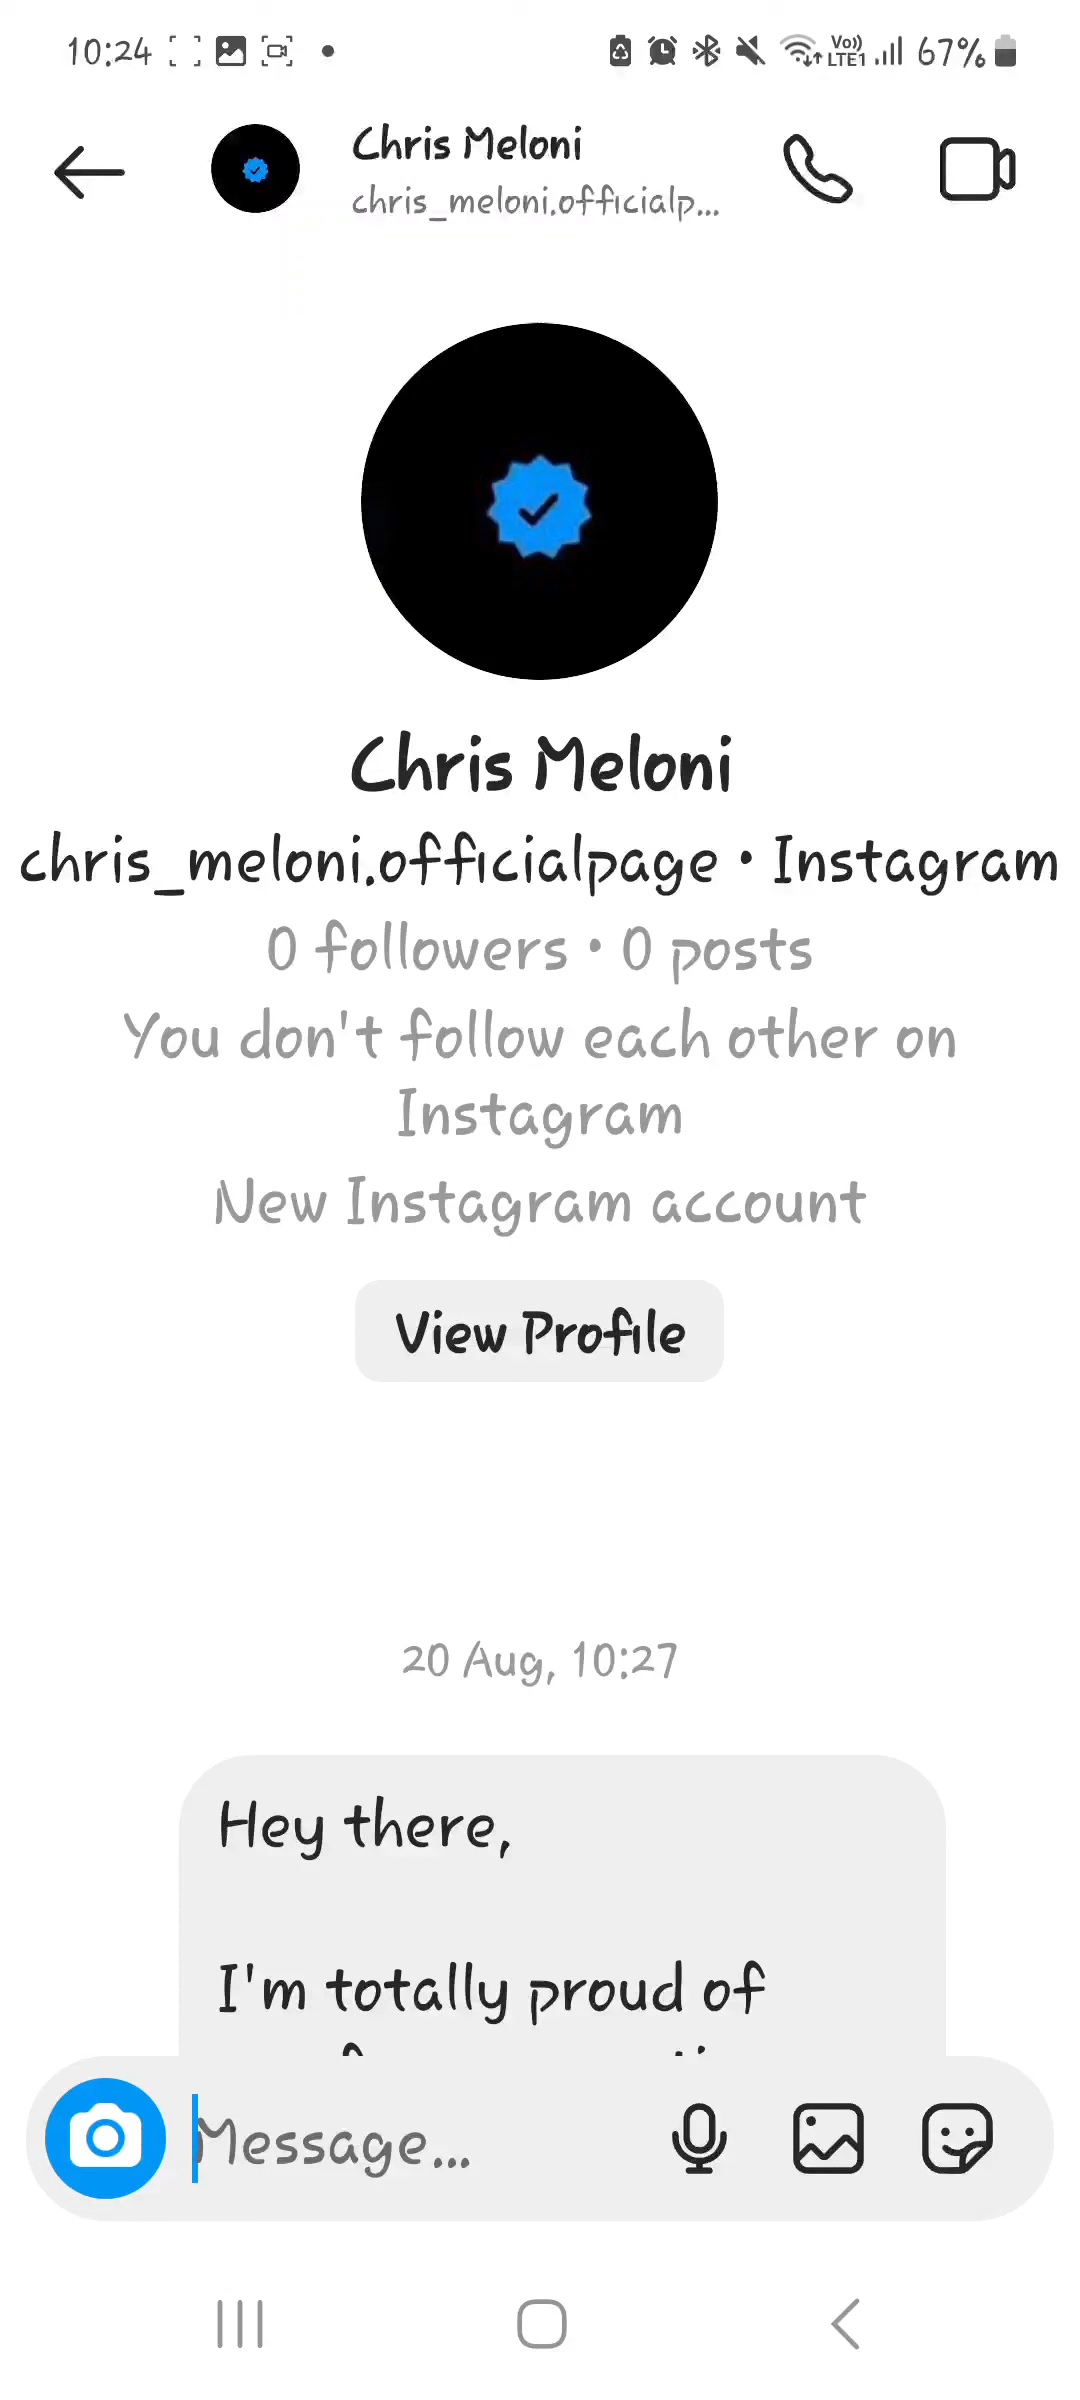 10:24
Vo)) LTE1 67%
Chris Meloni
chris_meloni.officialp...
Chris Meloni
chris_meloni.officialpage • Instagram
0 followers • 0 posts
You don't follow each other on
Instagram
New Instagram account
View Profile
20 Aug, 10:27
Hey there,
I'm totally proud of
Message...